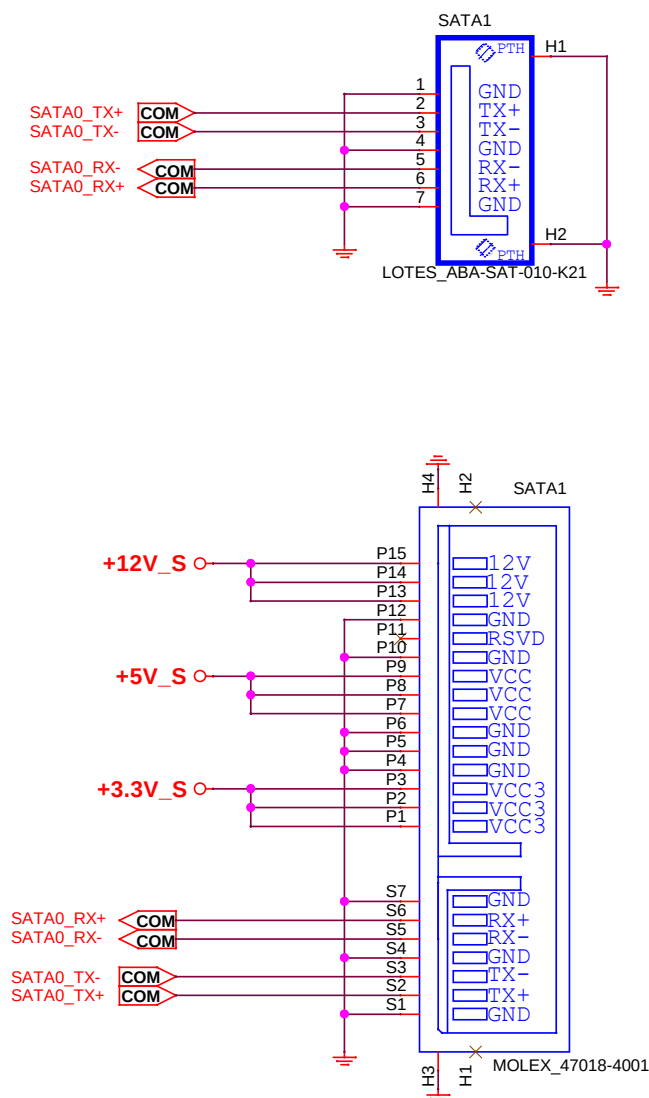 SATA1
PTH H1
1 GND
SATA0_TX+ COM 2 TX+
SATA0_TX- COM 3 TX-
4 GND
SATA0_RX- COM 5 RX-
SATA0_RX+ COM 6 RX+
7 GND
PTH H2
LOTES_ABA-SAT-010-K21
H4 H2 SATA1
+12V_S P15 12V
P14 12V
P13 12V
P12 GND
P11 RSVD
P10 GND
+5V_S P9 VCC
P8 VCC
P7 VCC
P6 GND
P5 GND
P4 GND
+3.3V_S P3 VCC3
P2 VCC3
P1 VCC3
S7 GND
SATA0_RX+ COM S6 RX+
SATA0_RX- COM S5 RX-
S4 GND
SATA0_TX- COM S3 TX-
SATA0_TX+ COM S2 TX+
S1 GND
H3 H1 MOLEX_47018-4001